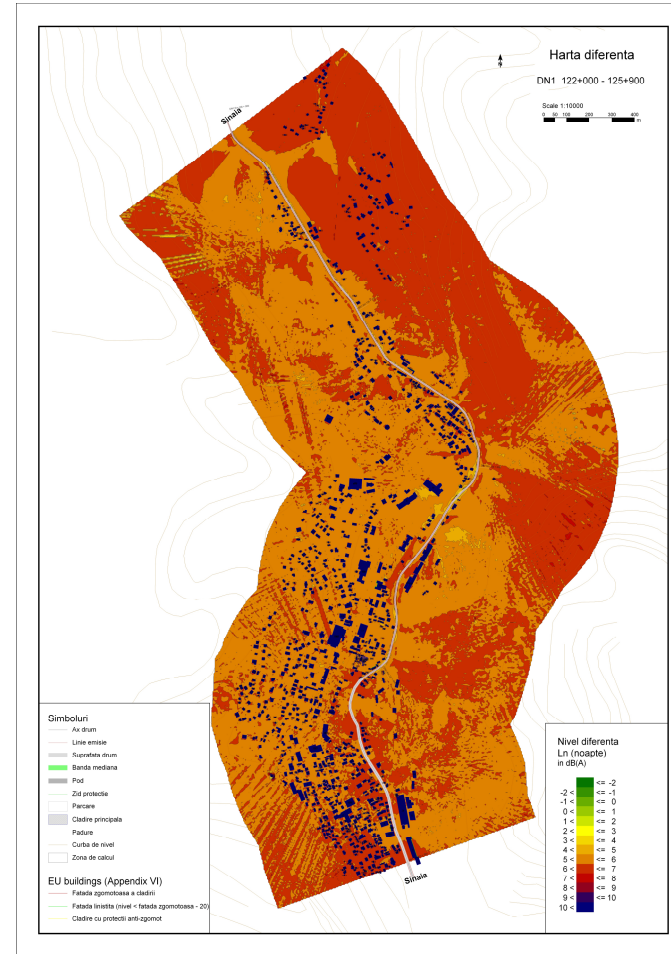 Harta diferenta
DN1 122+000 - 125+900
Scale 1:10000
0 50 100 200 300 400
m
Sinaia
Sinaia
Simboluri
Ax drum
Linie emisie
Suprafata drum
Banda mediana
Pod
Zid protectie
Parcare
Cladire principala
Padure
Curba de nivel
Zona de calcul
EU buildings (Appendix VI)
Fatada zgomotoasa a cladirii
Fatada linistita (nivel < fatada zgomotoasa - 20)
Cladire cu protectii anti-zgomot
Nivel diferenta
Ln (noapte)
in dB(A)
<= -2
-2 < <= -1
-1 < <= 0
0 < <= 1
1 < <= 2
2 < <= 3
3 < <= 4
4 < <= 5
5 < <= 6
6 < <= 7
7 < <= 8
8 < <= 9
9 < <= 10
10 <